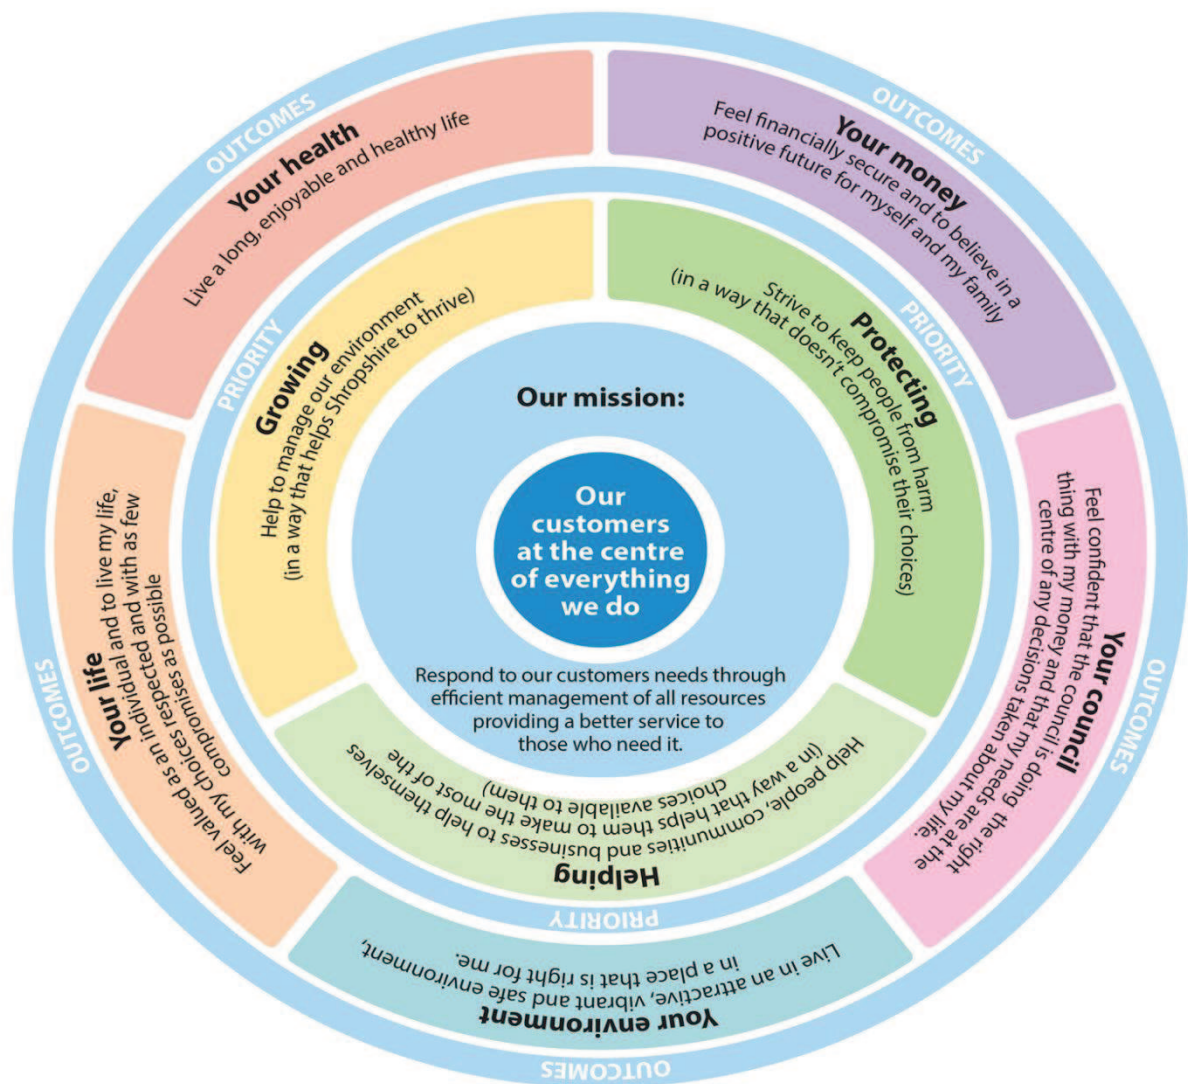 OUTCOMES
Your health
Live a long, enjoyable and healthy life
OUTCOMES
Your money
Feel financially secure and to believe in a
positive future for myself and my family
OUTCOMES
Your council
Feel confident that the council is doing the right
thing with my money and that my needs are at the
centre of any decisions taken about my life.
OUTCOMES
Your environment
Live in an attractive, vibrant and safe environment,
in a place that is right for me.
OUTCOMES
Your life
Feel valued as an individual and to live my life,
with my choices respected and with as few
compromises as possible
PRIORITY
Growing
Help to manage our environment
(in a way that helps Shropshire to thrive)
PRIORITY
Protecting
Strive to keep people from harm
(in a way that doesn't compromise their choices)
PRIORITY
Helping
Help people, communities and businesses to help themselves
(in a way that helps them to make the most of the
choices available to them)
Our mission:
Our
customers
at the centre
of everything
we do
Respond to our customers needs through
efficient management of all resources
providing a better service to
those who need it.